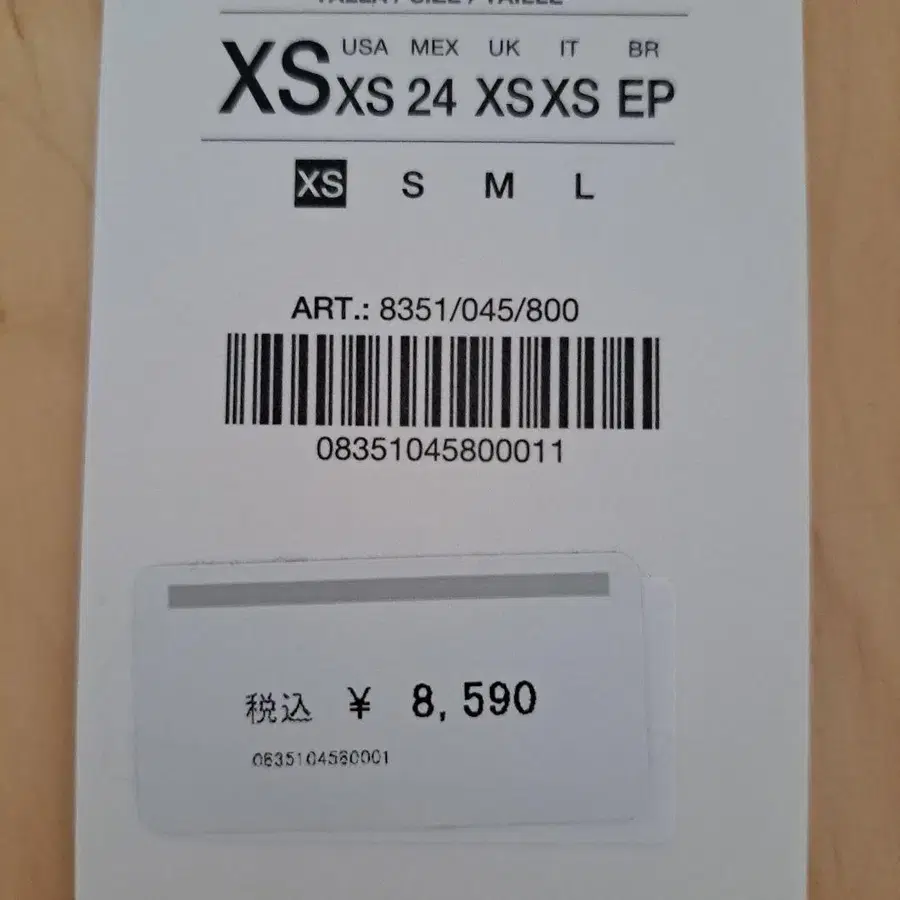 USA MEX UK IT BR
XS XS 24 XS XS EP
XS S M L
ART.: 8351/045/800
08351045800011
税込 ¥ 8,590